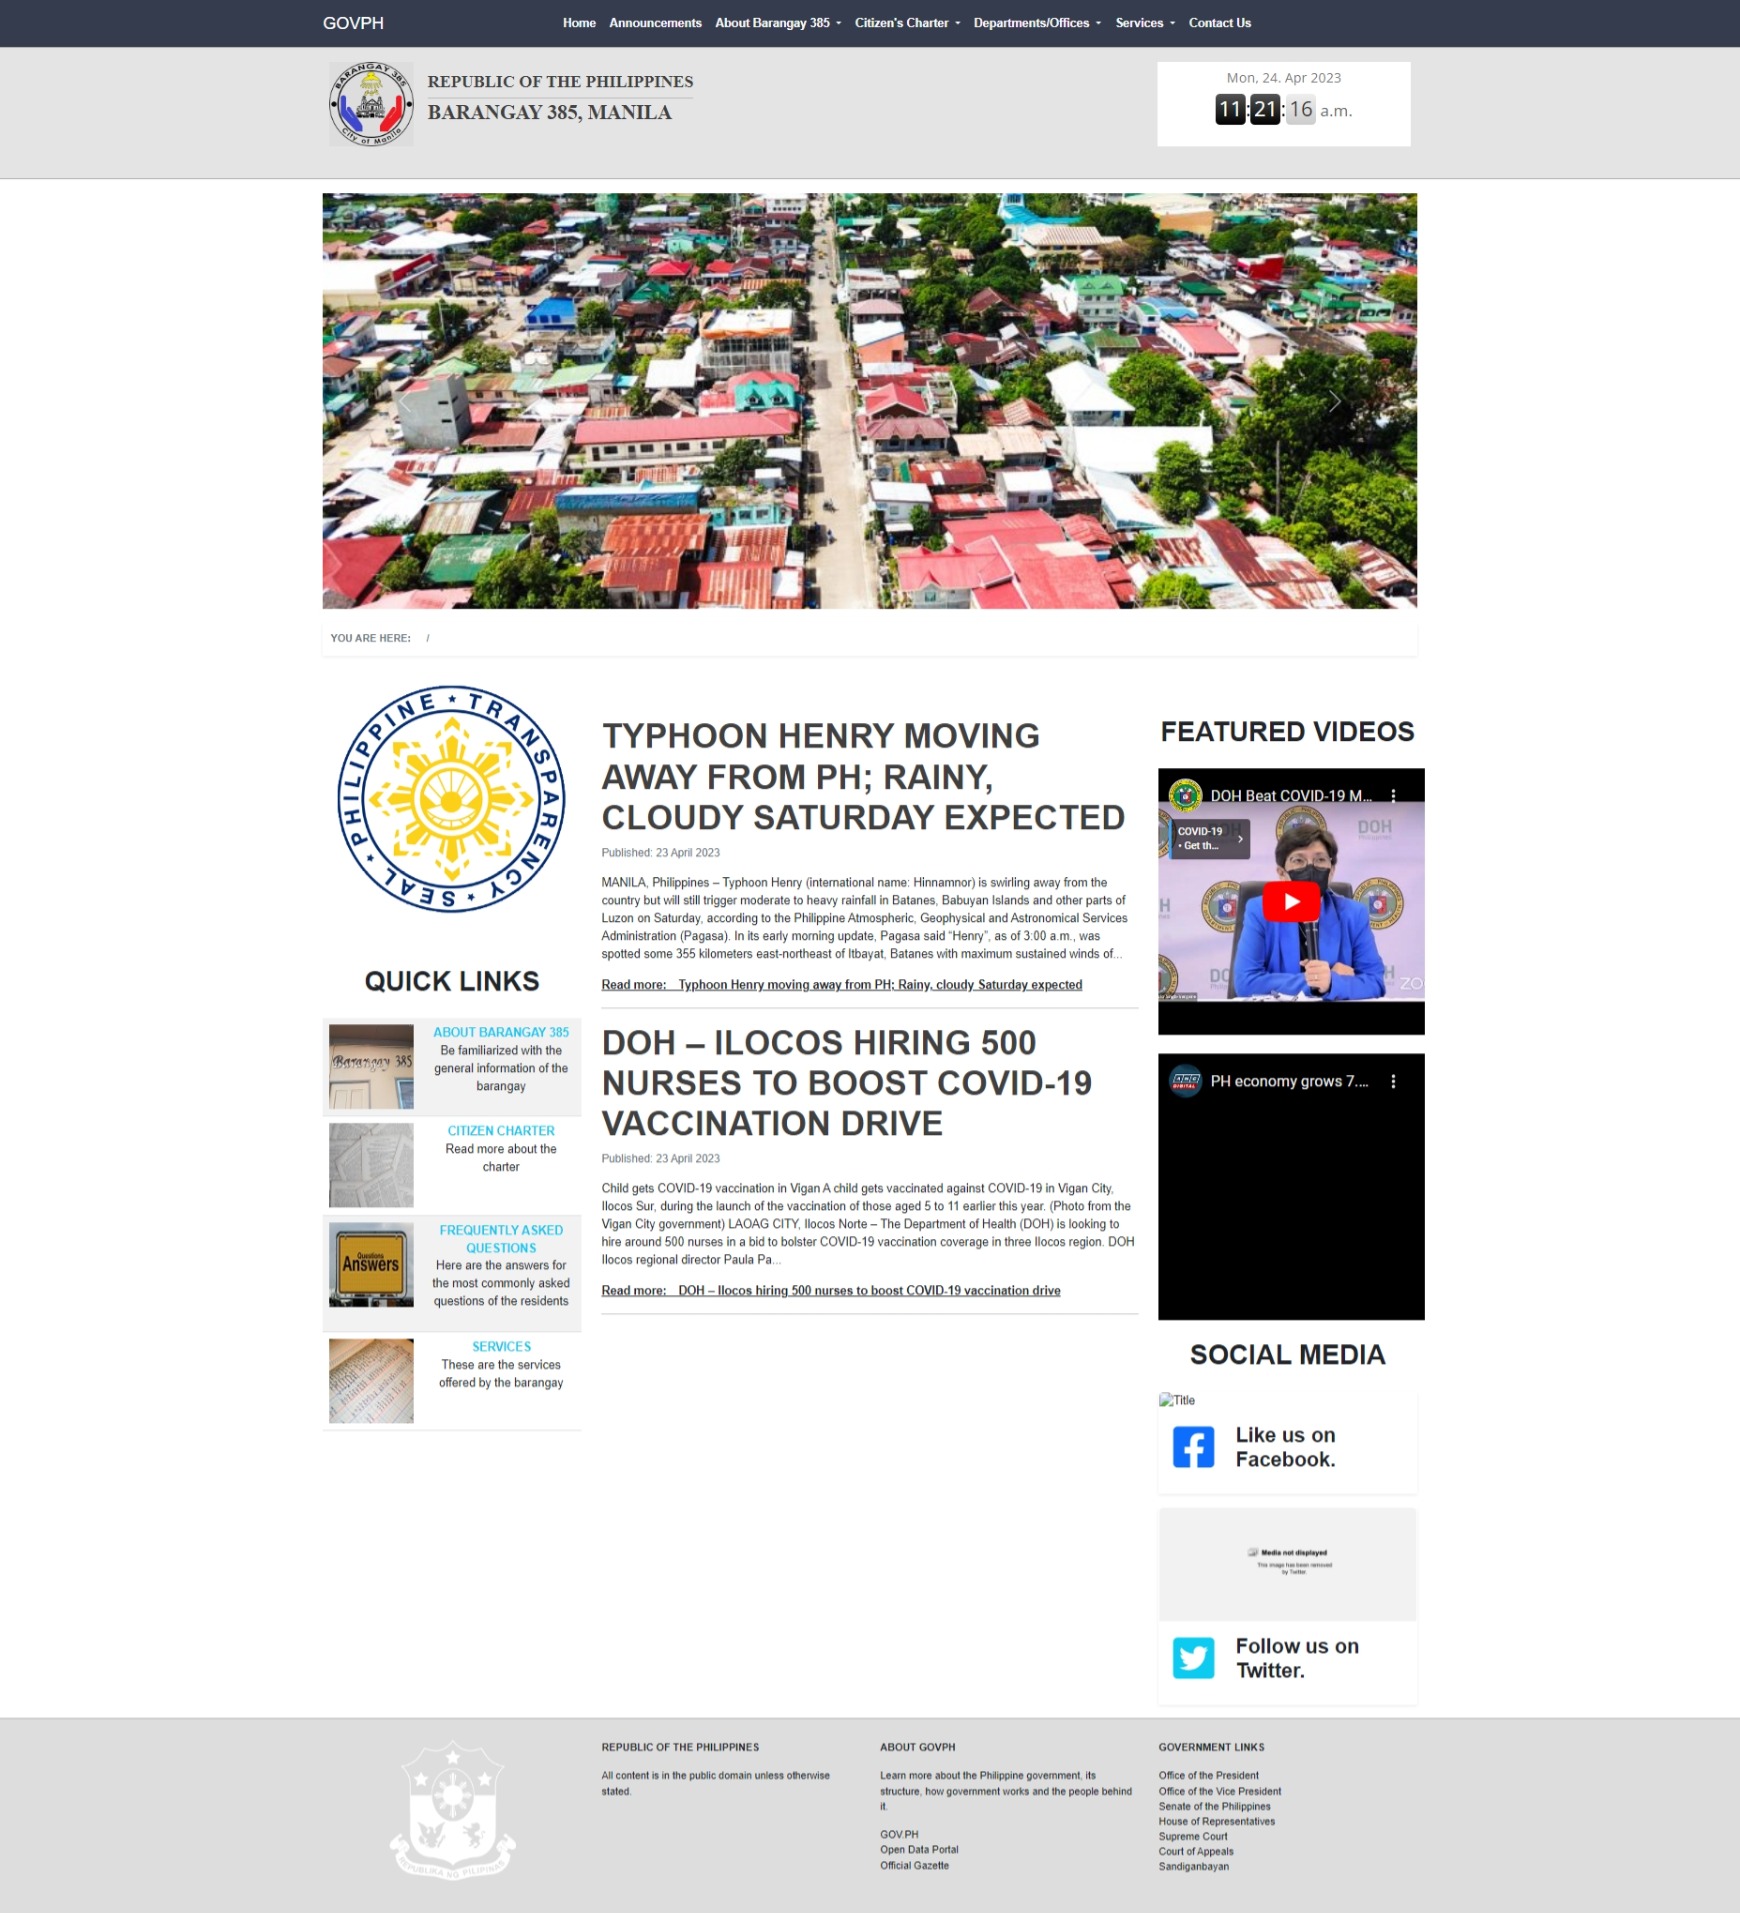 GOVPH
Home Announcements About Barangay 385 Citizen's Charter Departments/Offices Services Contact Us
BARANGAY 385
City of Manila
REPUBLIC OF THE PHILIPPINES
BARANGAY 385, MANILA
Mon, 24. Apr 2023
11:21:16 a.m.
YOU ARE HERE: /
PHILIPPINE TRANSPARENCY SEAL
QUICK LINKS
Barangay 385
ABOUT BARANGAY 385
Be familiarized with the
general information of the
barangay
CITIZEN CHARTER
Read more about the
charter
Questions
Answers
FREQUENTLY ASKED
QUESTIONS
Here are the answers for
the most commonly asked
questions of the residents
SERVICES
These are the services
offered by the barangay
TYPHOON HENRY MOVING
AWAY FROM PH; RAINY,
CLOUDY SATURDAY EXPECTED
Published: 23 April 2023
MANILA, Philippines – Typhoon Henry (international name: Hinnamnor) is swirling away from the
country but will still trigger moderate to heavy rainfall in Batanes, Babuyan Islands and other parts of
Luzon on Saturday, according to the Philippine Atmospheric, Geophysical and Astronomical Services
Administration (Pagasa). In its early morning update, Pagasa said “Henry”, as of 3:00 a.m., was
spotted some 355 kilometers east-northeast of Itbayat, Batanes with maximum sustained winds of...
Read more: Typhoon Henry moving away from PH; Rainy, cloudy Saturday expected
DOH – ILOCOS HIRING 500
NURSES TO BOOST COVID-19
VACCINATION DRIVE
Published: 23 April 2023
Child gets COVID-19 vaccination in Vigan A child gets vaccinated against COVID-19 in Vigan City,
Ilocos Sur, during the launch of the vaccination of those aged 5 to 11 earlier this year. (Photo from the
Vigan City government) LAOAG CITY, Ilocos Norte – The Department of Health (DOH) is looking to
hire around 500 nurses in a bid to bolster COVID-19 vaccination coverage in three Ilocos region. DOH
Ilocos regional director Paula Pa...
Read more: DOH – Ilocos hiring 500 nurses to boost COVID-19 vaccination drive
FEATURED VIDEOS
DOH Beat COVID-19 M...
COVID-19
• Get th...
DOH
ZO
PH economy grows 7....
SOCIAL MEDIA
Title
Like us on
Facebook.
Media not displayed
This image has been removed
by Twitter.
Follow us on
Twitter.
REPUBLIKA NG PILIPINAS
REPUBLIC OF THE PHILIPPINES
All content is in the public domain unless otherwise
stated.
ABOUT GOVPH
Learn more about the Philippine government, its
structure, how government works and the people behind
it.
GOV.PH
Open Data Portal
Official Gazette
GOVERNMENT LINKS
Office of the President
Office of the Vice President
Senate of the Philippines
House of Representatives
Supreme Court
Court of Appeals
Sandiganbayan